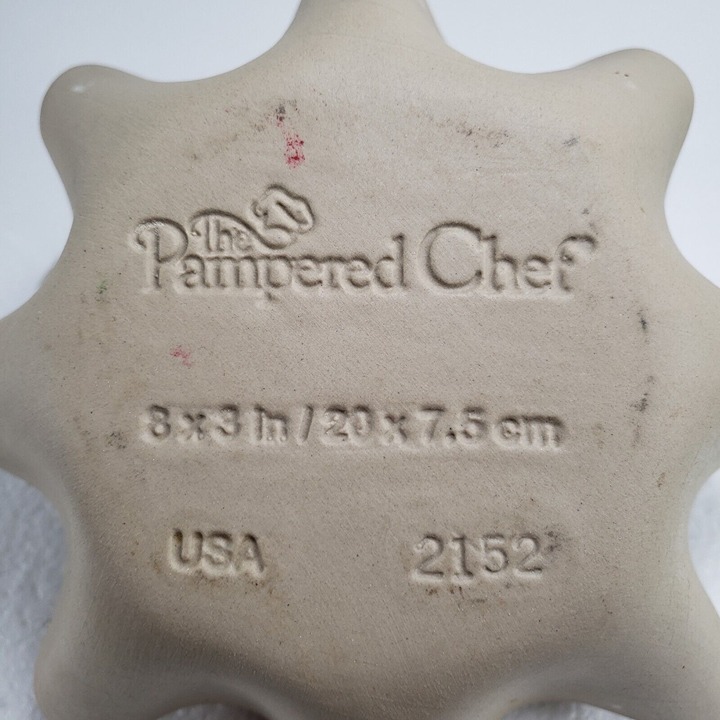 The
Pampered Chef
8 x 3 in / 20 x 7.5 cm
USA 2152